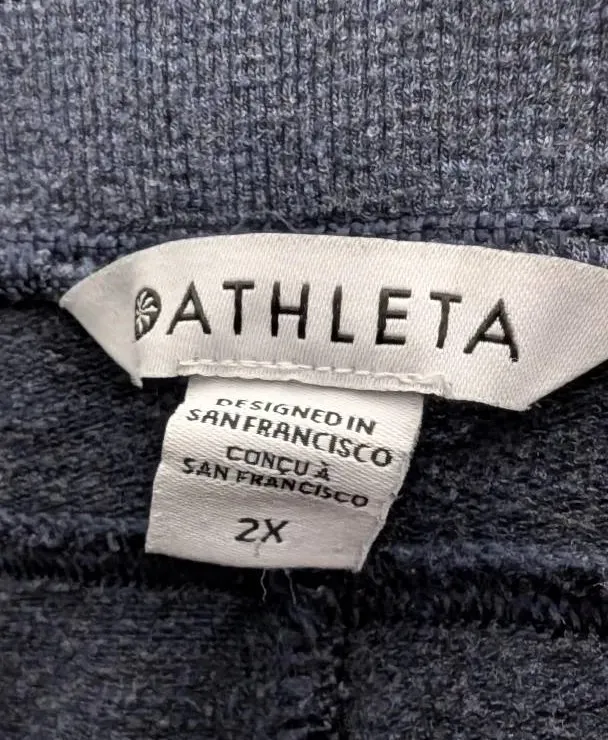 ATHLETA
DESIGNED IN
SAN FRANCISCO
CONÇU À
SAN FRANCISCO
2X